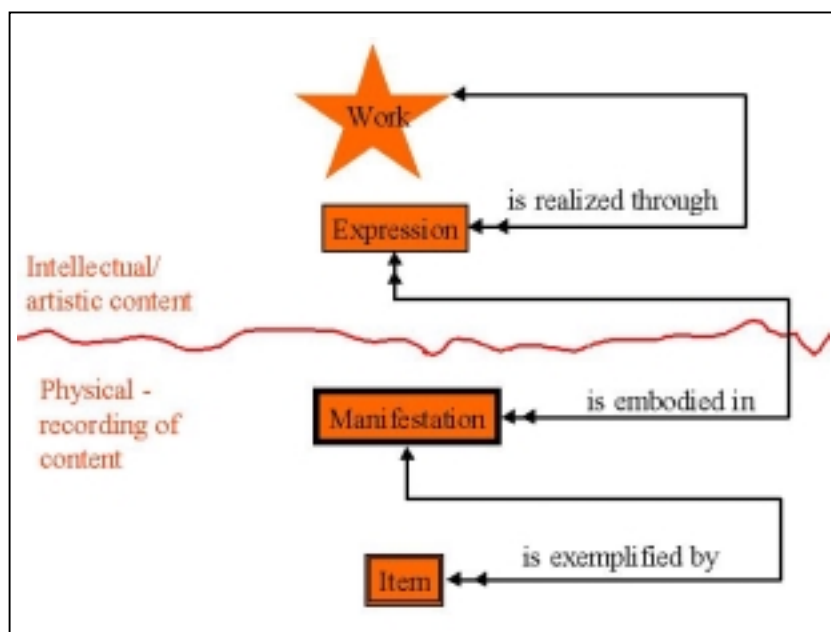 Work
is realized through
Expression
Intellectual/
artistic content
Physical -
recording of
content
Manifestation
is embodied in
is exemplified by
Item